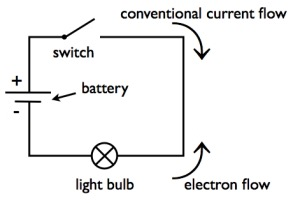 conventional current flow
switch
+
battery
-
light bulb
electron flow